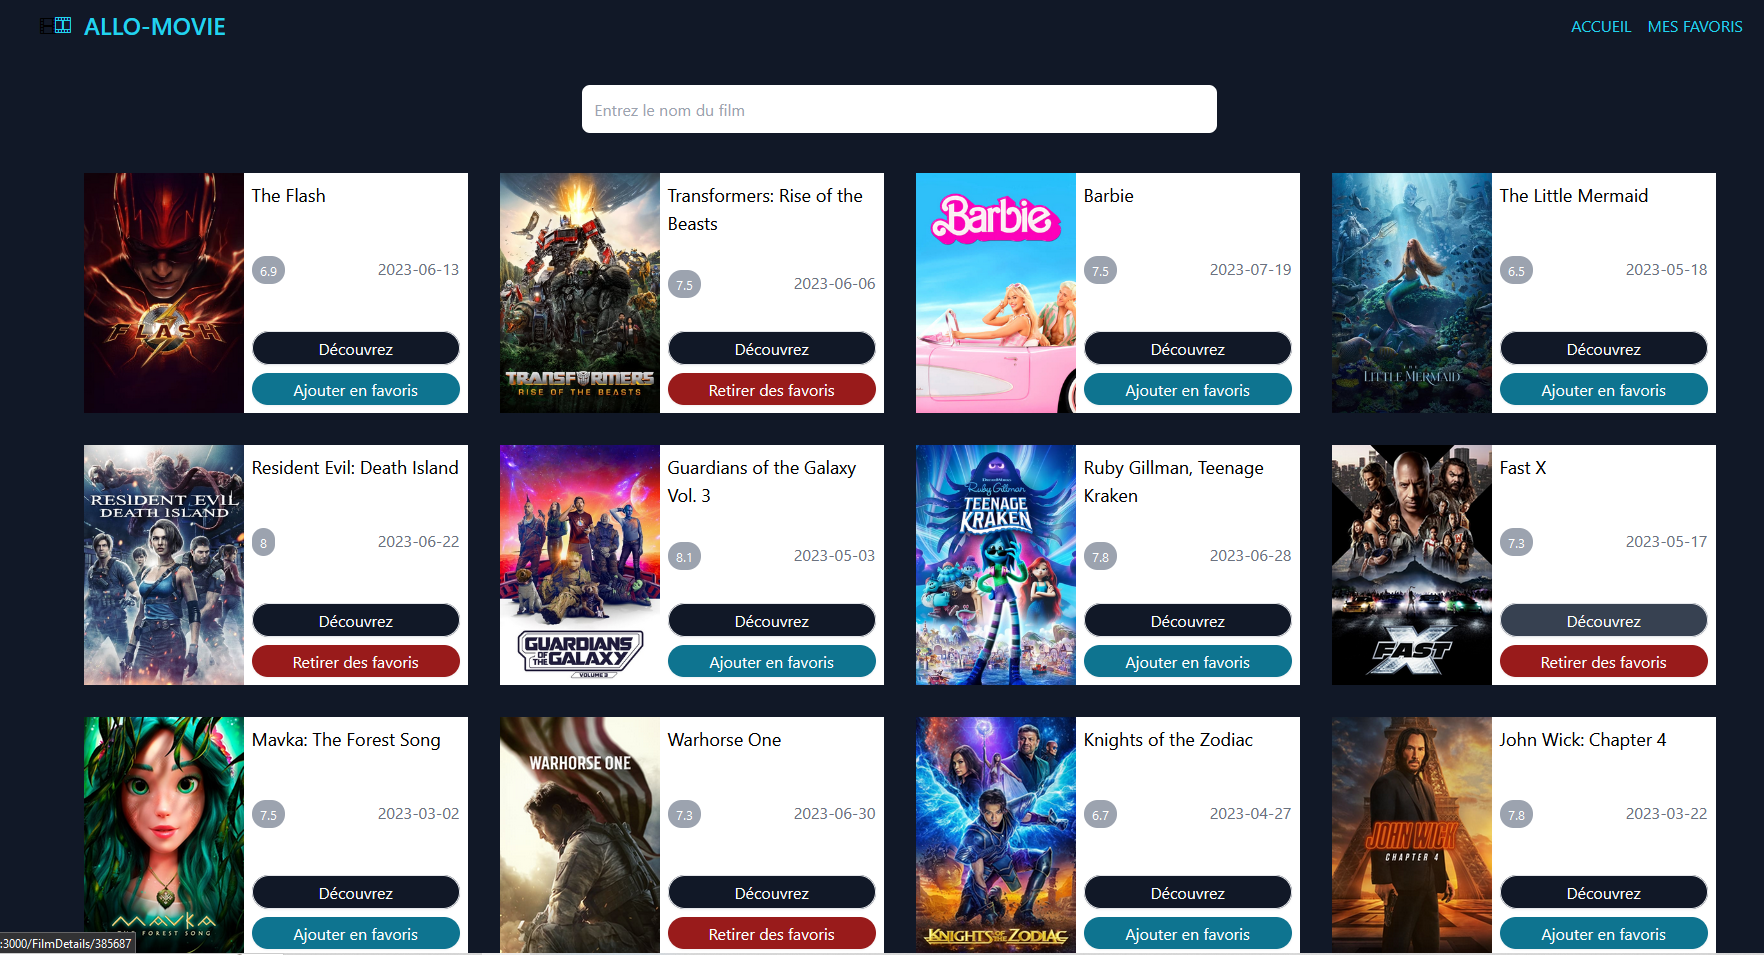 ALLO-MOVIE
ACCUEIL MES FAVORIS
Entrez le nom du film
FLASH
The Flash
6.9 2023-06-13
Découvrez
Ajouter en favoris
TRANSFORMERS
RISE OF THE BEASTS
Transformers: Rise of the
Beasts
7.5 2023-06-06
Découvrez
Retirer des favoris
Barbie
Barbie
7.5 2023-07-19
Découvrez
Ajouter en favoris
THE
LITTLE MERMAID
The Little Mermaid
6.5 2023-05-18
Découvrez
Ajouter en favoris
RESIDENT EVIL
DEATH ISLAND
Resident Evil: Death Island
8 2023-06-22
Découvrez
Retirer des favoris
GUARDIANS
OF THE GALAXY
VOLUME 3
Guardians of the Galaxy
Vol. 3
8.1 2023-05-03
Découvrez
Ajouter en favoris
Ruby Gillman
TEENAGE
KRAKEN
Ruby Gillman, Teenage
Kraken
7.8 2023-06-28
Découvrez
Ajouter en favoris
FAST X
Fast X
7.3 2023-05-17
Découvrez
Retirer des favoris
MAVKA
THE FOREST SONG
Mavka: The Forest Song
7.5 2023-03-02
Découvrez
Ajouter en favoris
WARHORSE ONE
Warhorse One
7.3 2023-06-30
Découvrez
Retirer des favoris
KNIGHTS OF THE ZODIAC
Knights of the Zodiac
6.7 2023-04-27
Découvrez
Ajouter en favoris
JOHN WICK
CHAPTER 4
John Wick: Chapter 4
7.8 2023-03-22
Découvrez
Ajouter en favoris
:3000/FilmDetails/385687